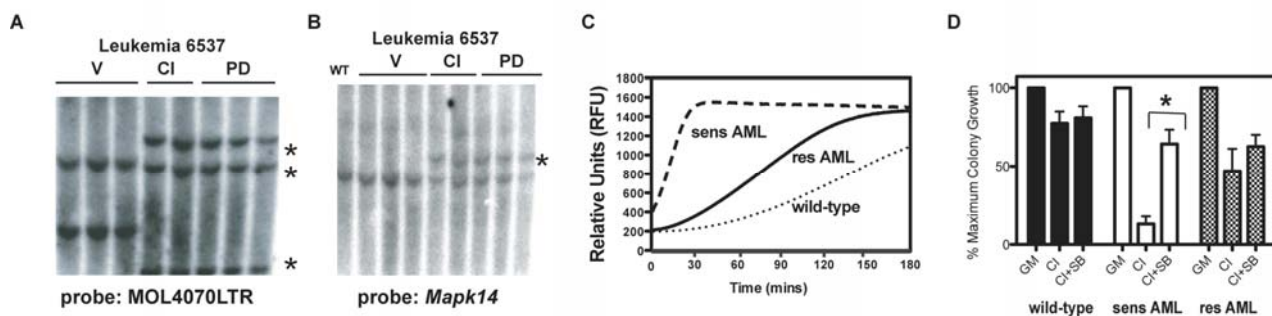 A
Leukemia 6537
V CI PD
*
*
*
probe: MOL4070LTR
B
Leukemia 6537
WT V CI PD
*
probe: Mapk14
C
Relative Units (RFU)
1800
1600
1400
1200
1000
800
600
400
200
0
sens AML
res AML
wild-type
0 30 60 90 120 150 180
Time (mins)
D
% Maximum Colony Growth
100
50
0
*
GM CI CI+SB GM CI CI+SB GM CI CI+SB
wild-type sens AML res AML